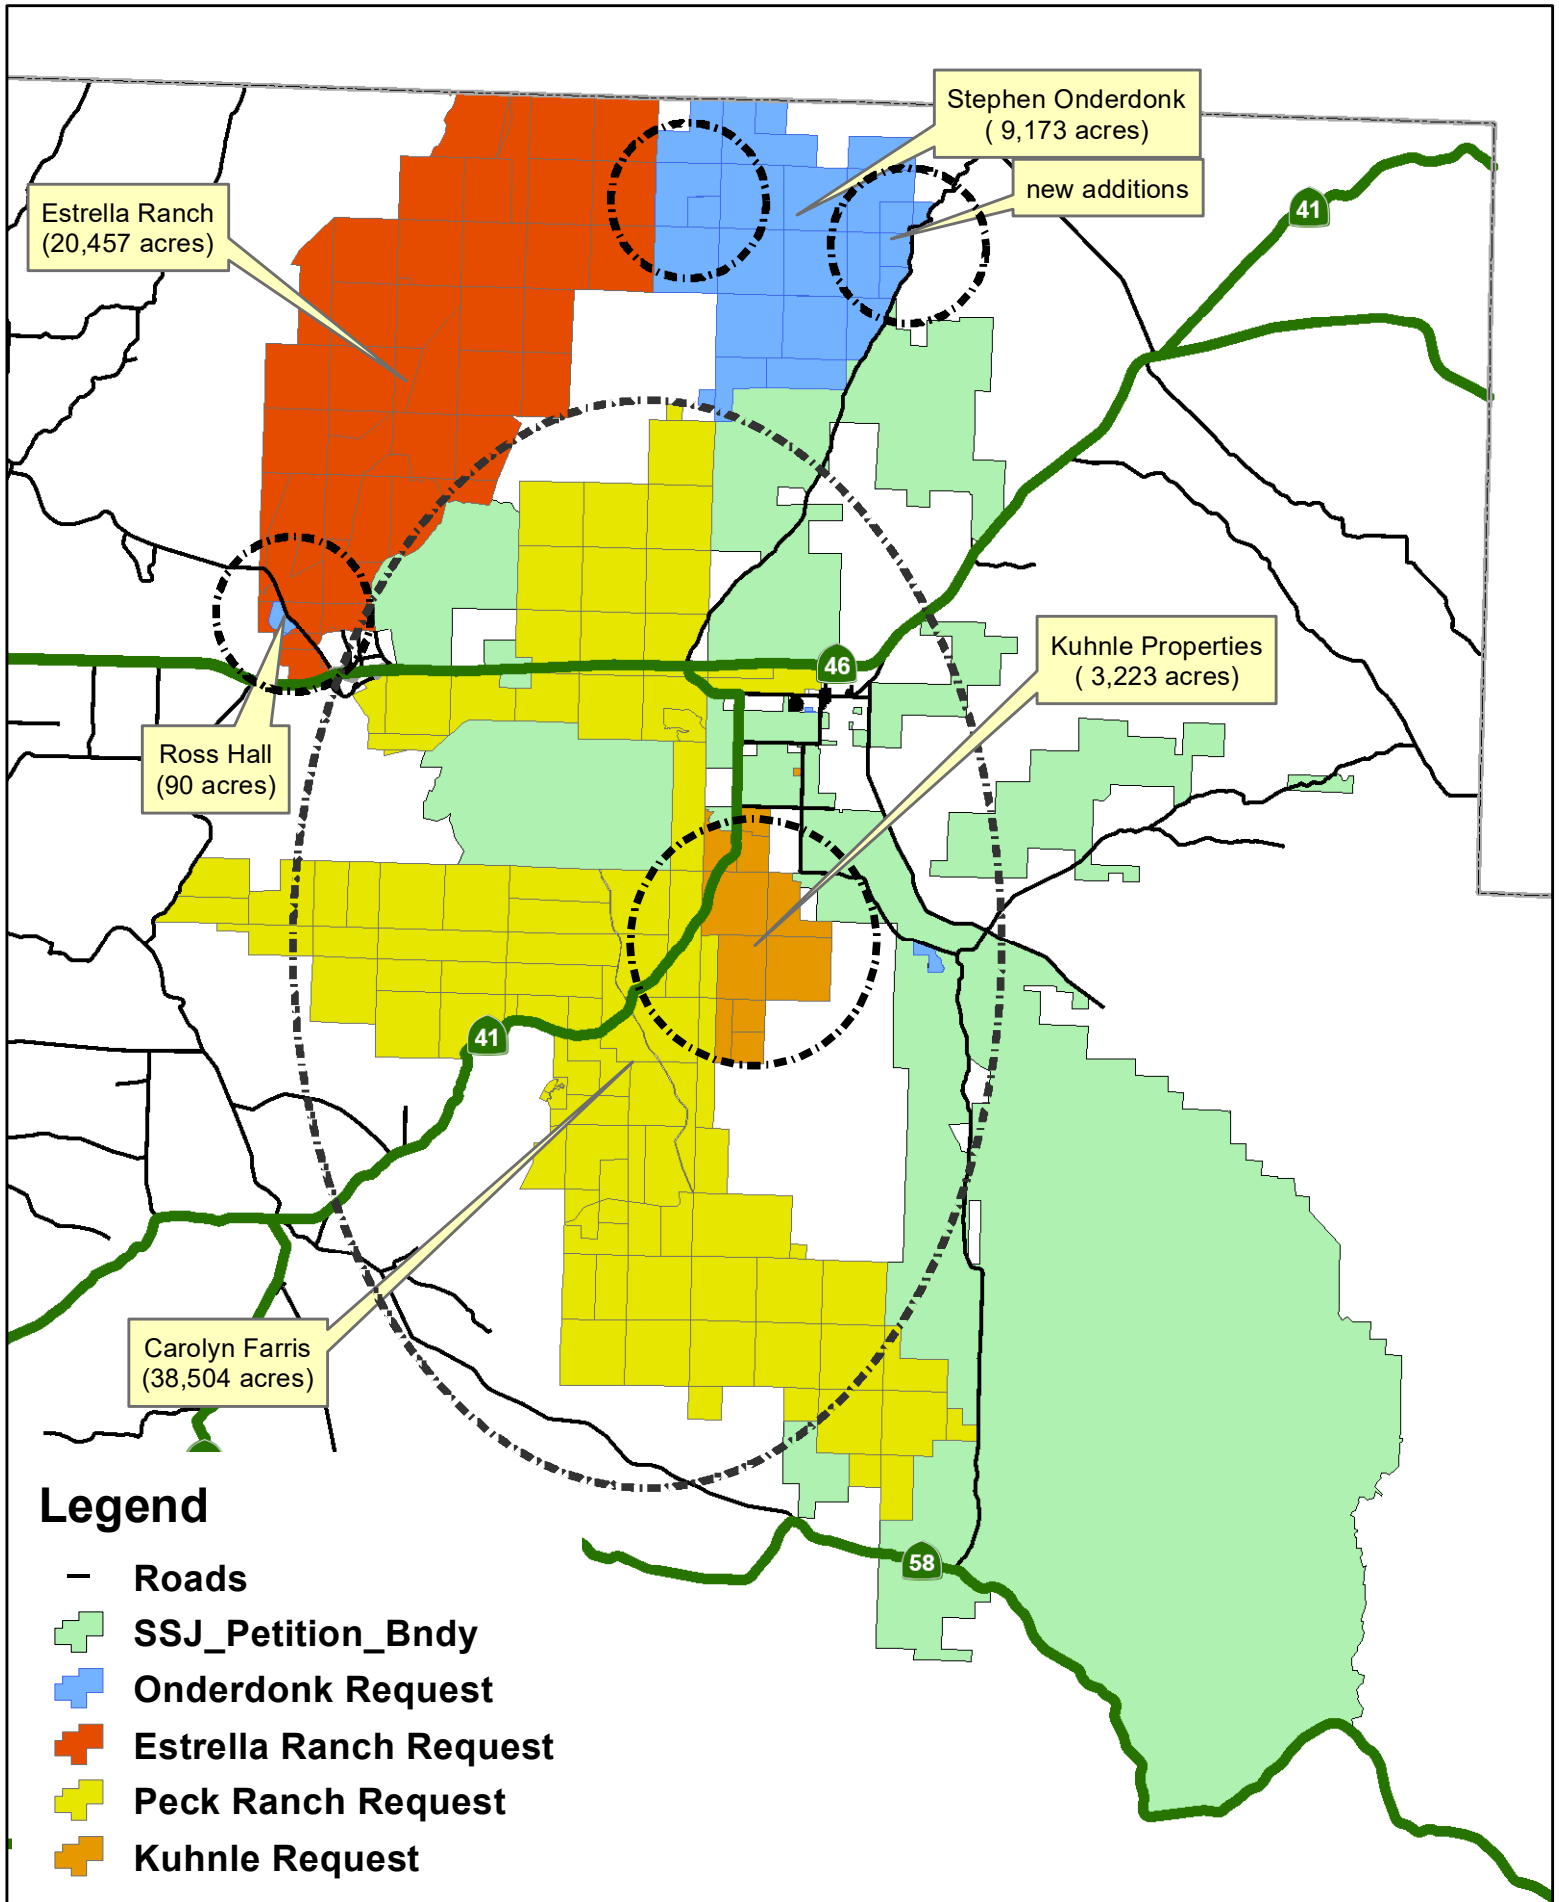 Stephen Onderdonk
( 9,173 acres)
new additions
41
Estrella Ranch
(20,457 acres)
46
Kuhnle Properties
( 3,223 acres)
Ross Hall
(90 acres)
41
Carolyn Farris
(38,504 acres)
58
Legend
Roads
SSJ_Petition_Bndy
Onderdonk Request
Estrella Ranch Request
Peck Ranch Request
Kuhnle Request